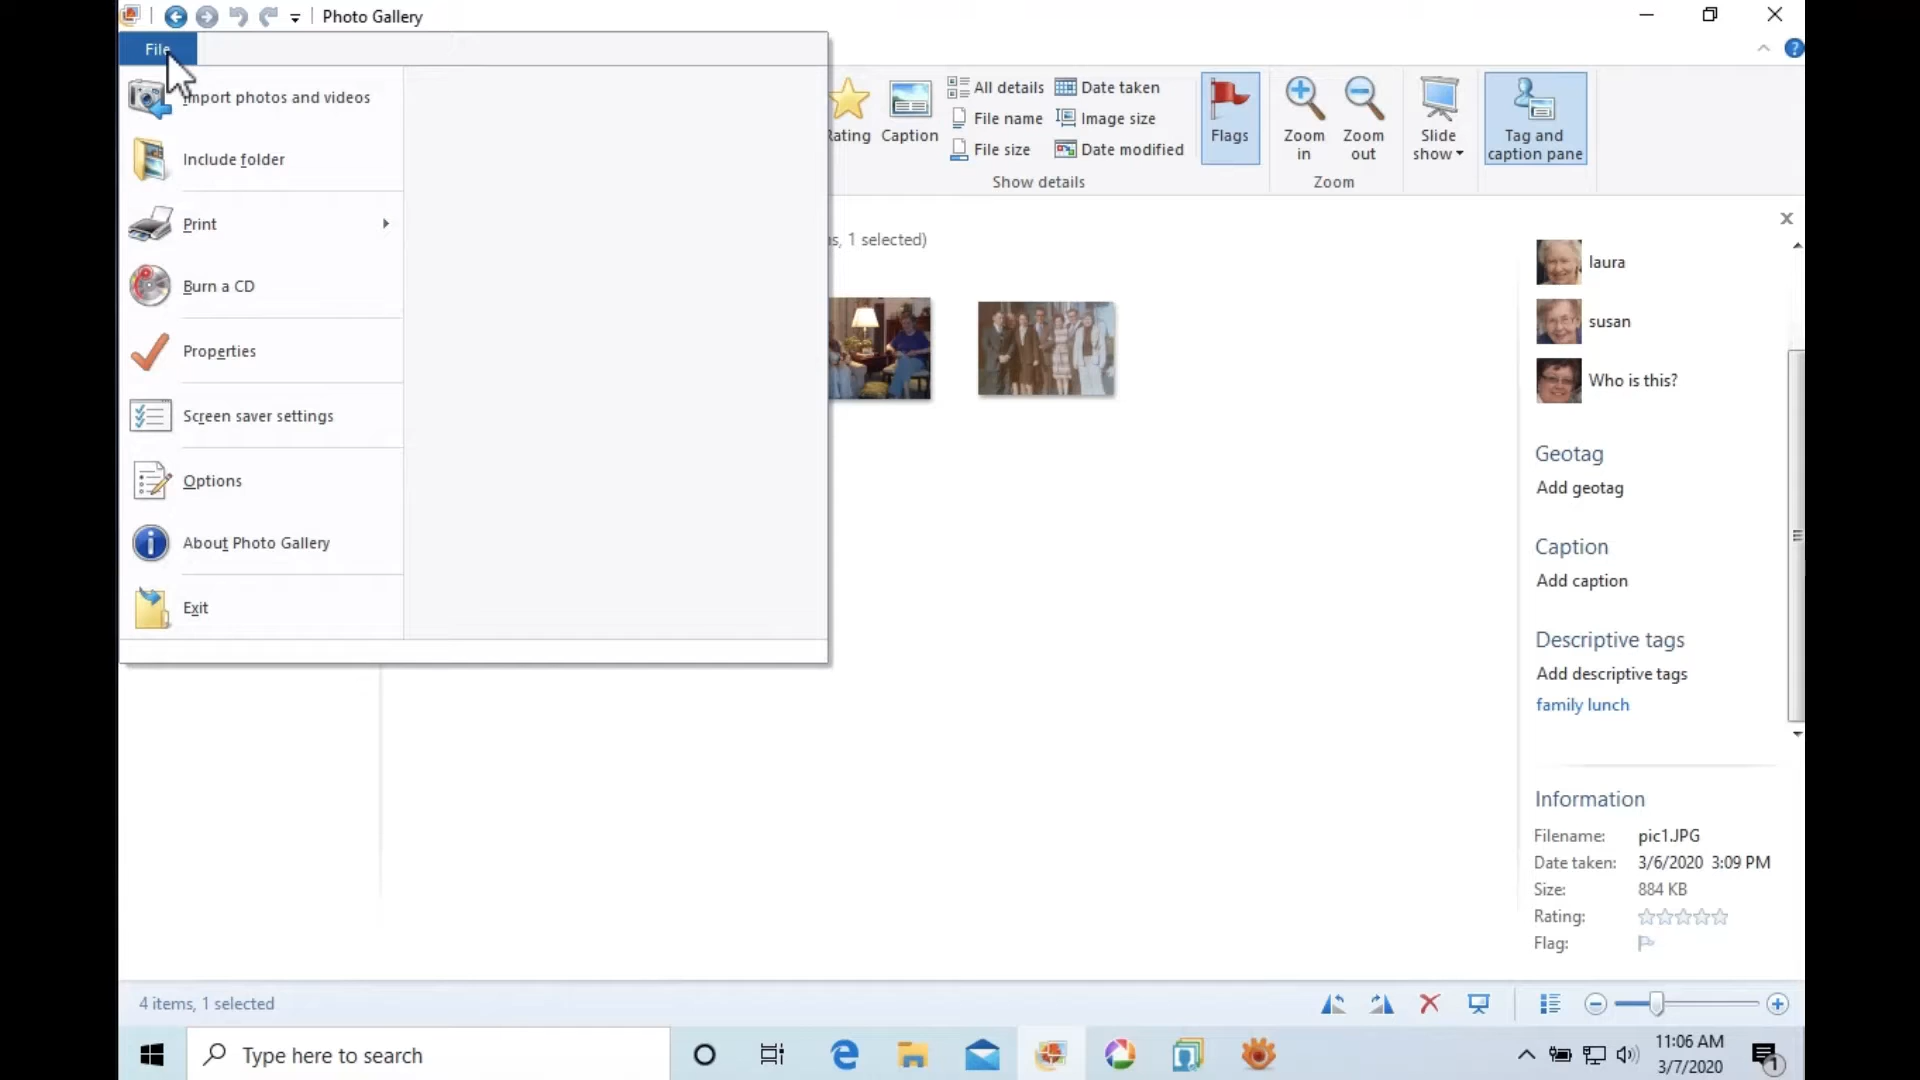 Photo Gallery
File
Import photos and videos
Include folder
Print
Burn a CD
Properties
Screen saver settings
Options
About Photo Gallery
Exit
Rating
Caption
All details
File name
File size
Date taken
Image size
Date modified
Show details
Flags
Zoom in
Zoom out
Zoom
Slide show
Tag and caption pane
s, 1 selected)
laura
susan
Who is this?
Geotag
Add geotag
Caption
Add caption
Descriptive tags
Add descriptive tags
family lunch
Information
Filename: pic1.JPG
Date taken: 3/6/2020 3:09 PM
Size: 884 KB
Rating:
Flag:
4 items, 1 selected
Type here to search
11:06 AM
3/7/2020
1